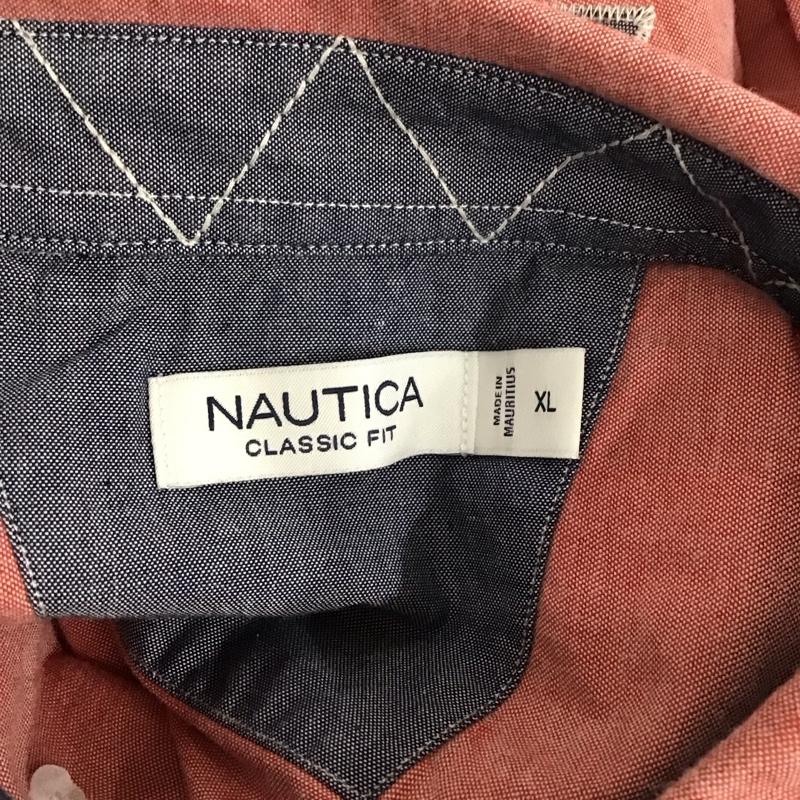 NAUTICA
CLASSIC FIT
MADE IN
MAURITIUS
XL